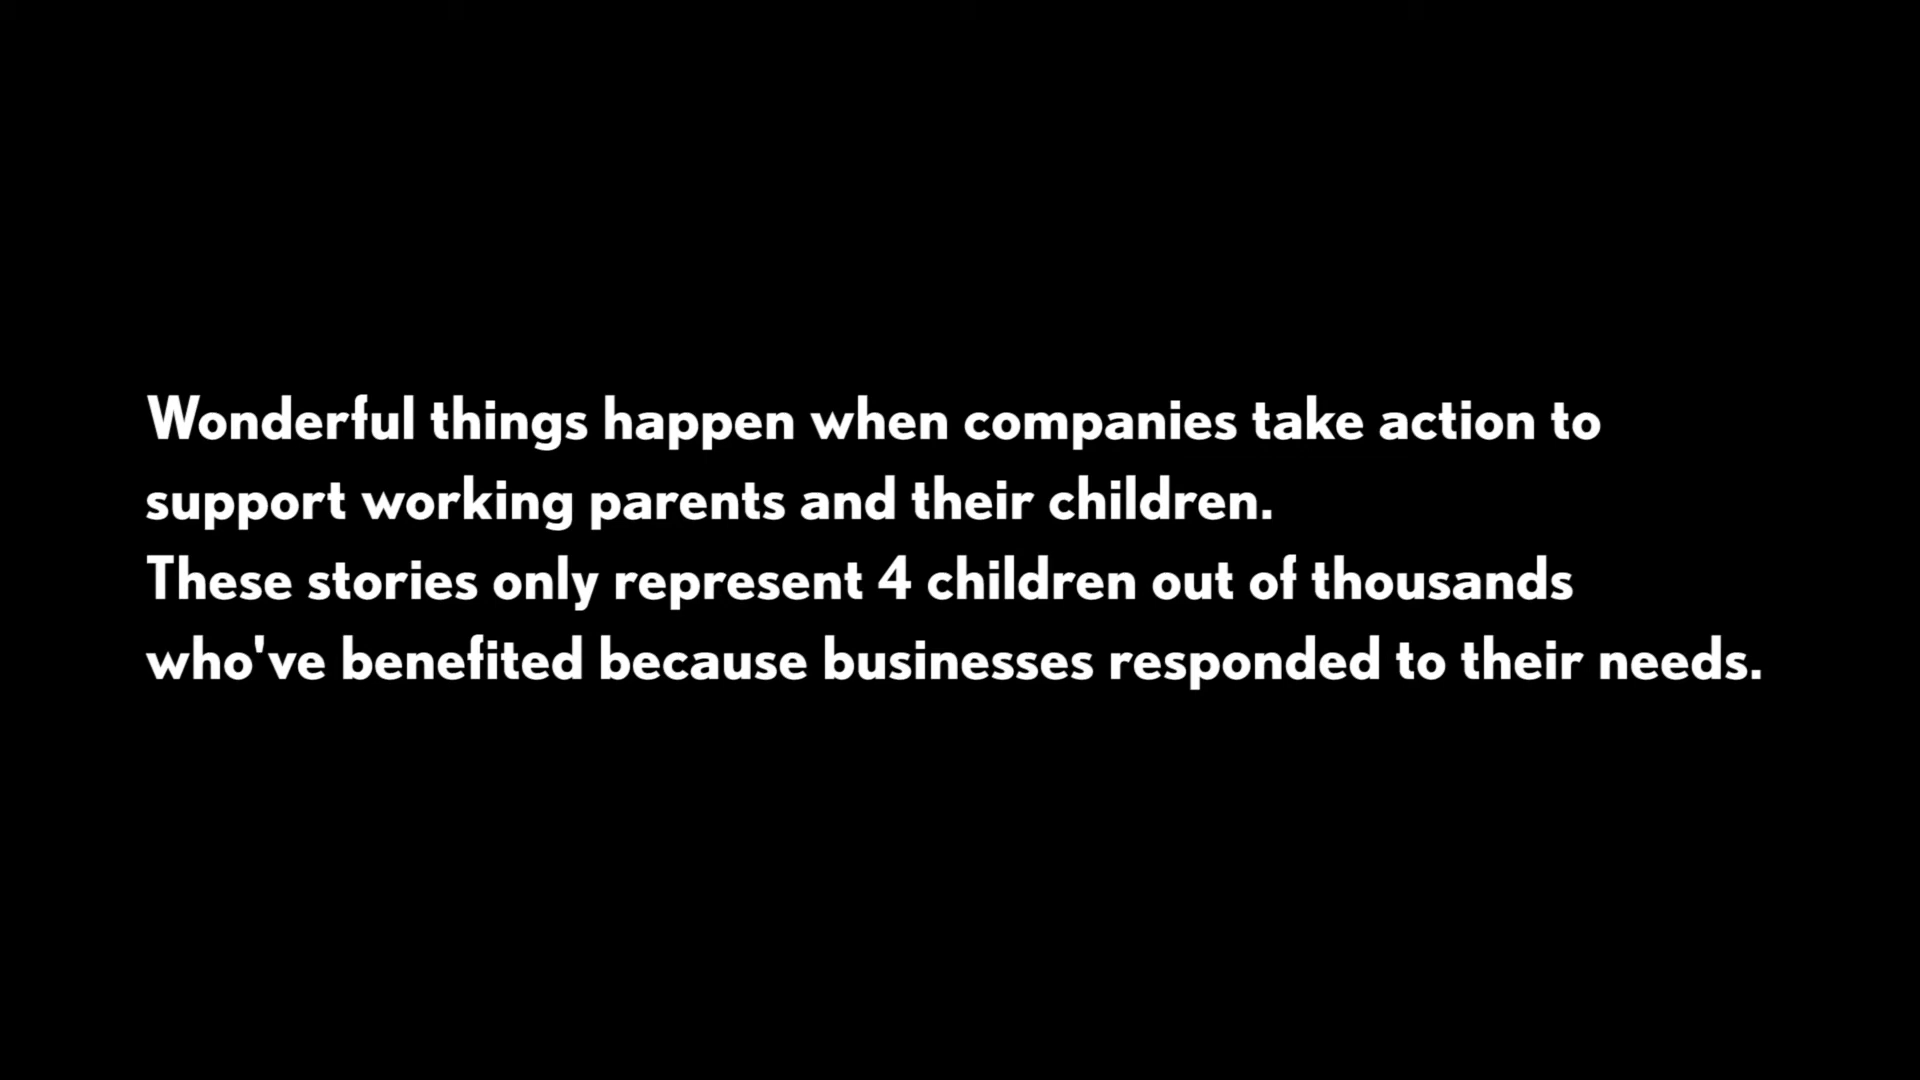 Wonderful things happen when companies take action to
support working parents and their children.
These stories only represent 4 children out of thousands
who've benefited because businesses responded to their needs.